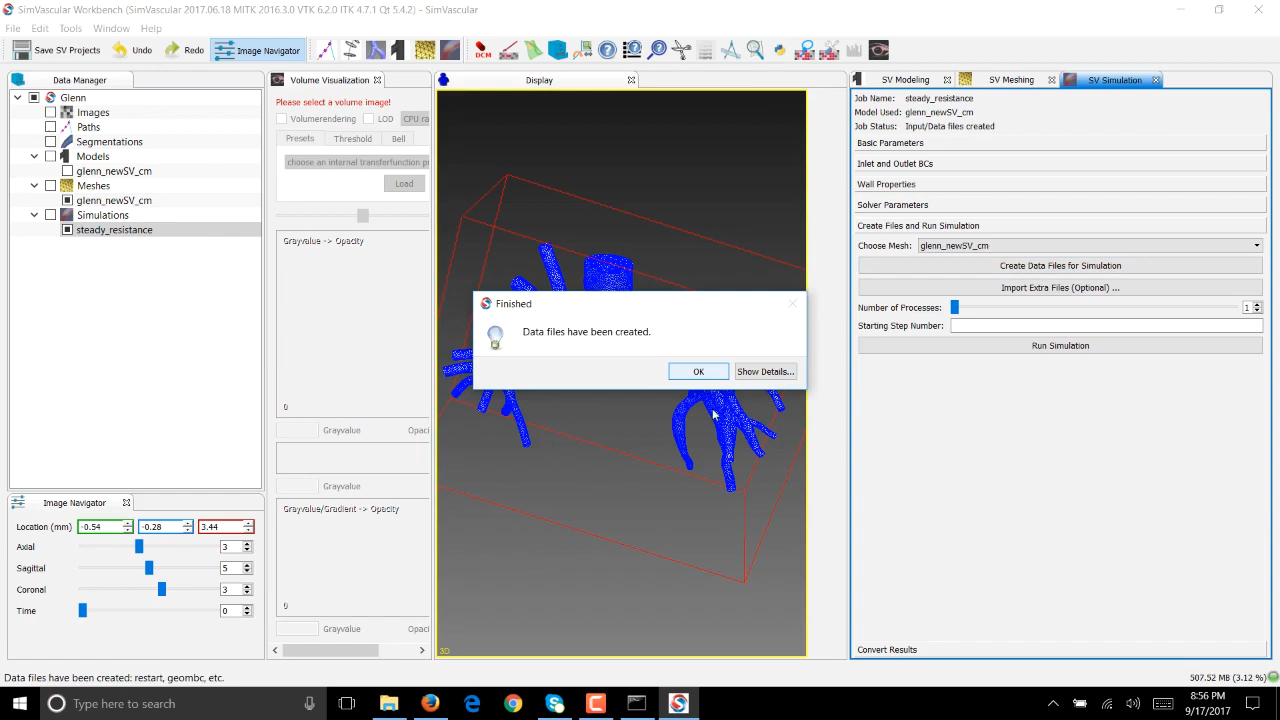 SimVascular Workbench (SimVascular 2017.06.18 MITK 2016.3.0 VTK 6.2.0 ITK 4.7.1 Qt 5.4.2) - SimVascular
File Edit Tools Window Help
Save SV Projects Undo Redo Image Navigator DCM
Data Manager
Glenn
Images
Paths
Segmentations
Models
glenn_newSV_cm
Meshes
glenn_newSV_cm
Simulations
steady_resistance
Image Navigator
Location (mm) -0.54 -0.28 3.44
Axial 3
Sagittal 5
Coronal 3
Time 0
Volume Visualization
Please select a volume image!
Volumerendering LOD CPU ra
Presets Threshold Bell
choose an internal transferfunction pr
Load
Grayvalue -> Opacity
0
Grayvalue Opaci
Grayvalue
Grayvalue/Gradient -> Opacity
0
Grayvalue Opaci
Display
3D
Finished
Data files have been created.
OK Show Details...
SV Modeling SV Meshing SV Simulation
Job Name: steady_resistance
Model Used: glenn_newSV_cm
Job Status: Input/Data files created
Basic Parameters
Inlet and Outlet BCs
Wall Properties
Solver Parameters
Create Files and Run Simulation
Choose Mesh: glenn_newSV_cm
Create Data Files for Simulation
Import Extra Files (Optional) ...
Number of Processes: 1
Starting Step Number:
Run Simulation
Convert Results
Data files have been created: restart, geombc, etc.
507.52 MB (3.12 %)
Type here to search
8:56 PM
9/17/2017